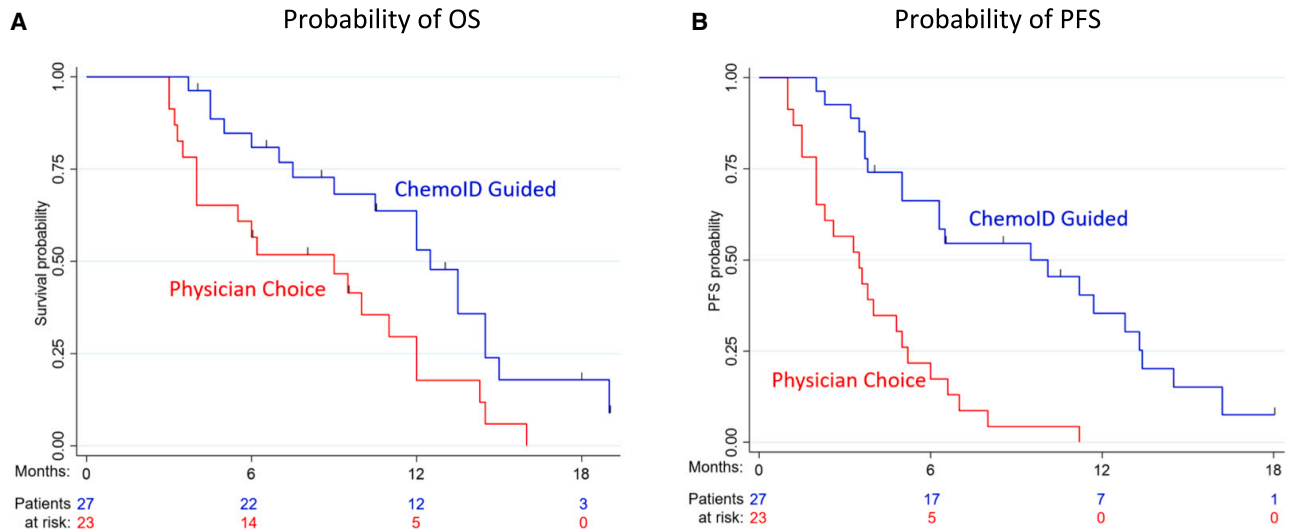 A
Probability of OS
Survival probability
1.00
0.75
0.50
0.25
0.00
ChemoID Guided
Physician Choice
Months: 0 6 12 18
Patients 27 22 12 3
at risk: 23 14 5 0
B
Probability of PFS
PFS probability
1.00
0.75
0.50
0.25
0.00
ChemoID Guided
Physician Choice
Months: 0 6 12 18
Patients 27 17 7 1
at risk: 23 5 0 0